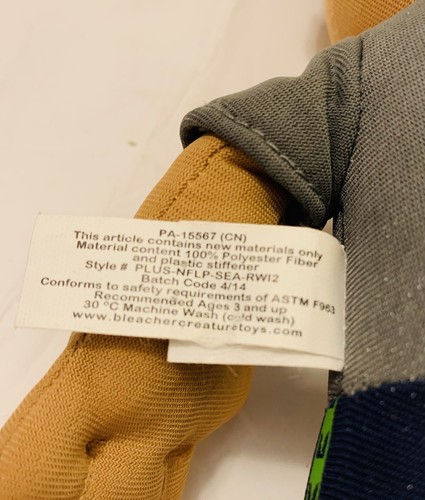 PA-15567 (CN)
This article contains new materials only
Material content 100% Polyester Fiber
and plastic stiffener
Style # PLUS-NFLP-SEA-RWI2
Batch Code 4/14
Conforms to safety requirements of ASTM F963
Recommended Ages 3 and up
30 ºC Machine Wash (cold wash)
www.bleachercreaturetoys.com